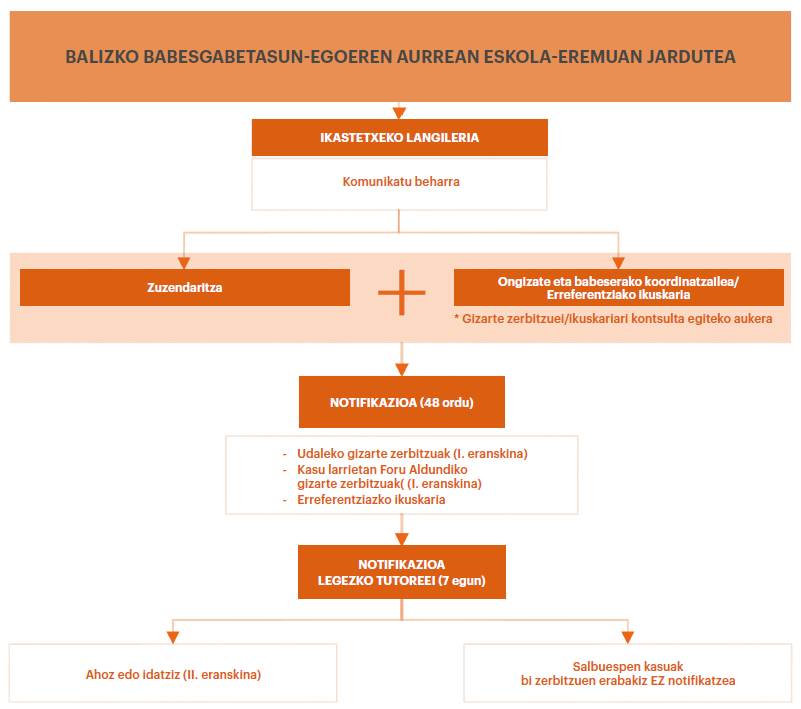 BALIZKO BABESGABETASUN-EGOEREN AURREAN ESKOLA-EREMUAN JARDUTEA
IKASTETXEKO LANGILERIA
Komunikatu beharra
Zuzendaritza
Ongizate eta babeserako koordinatzailea/
Erreferentziako ikuskaria
* Gizarte zerbitzuei/ikuskariari kontsulta egiteko aukera
NOTIFIKAZIOA (48 ordu)
- Udaleko gizarte zerbitzuak (I. eranskina)
- Kasu larrietan Foru Aldundiko
gizarte zerbitzuak( (I. eranskina)
- Erreferentziazko ikuskaria
NOTIFIKAZIOA
LEGEZKO TUTOREEI (7 egun)
Ahoz edo idatziz (II. eranskina)
Salbuespen kasuak
bi zerbitzuen erabakiz EZ notifikatzea